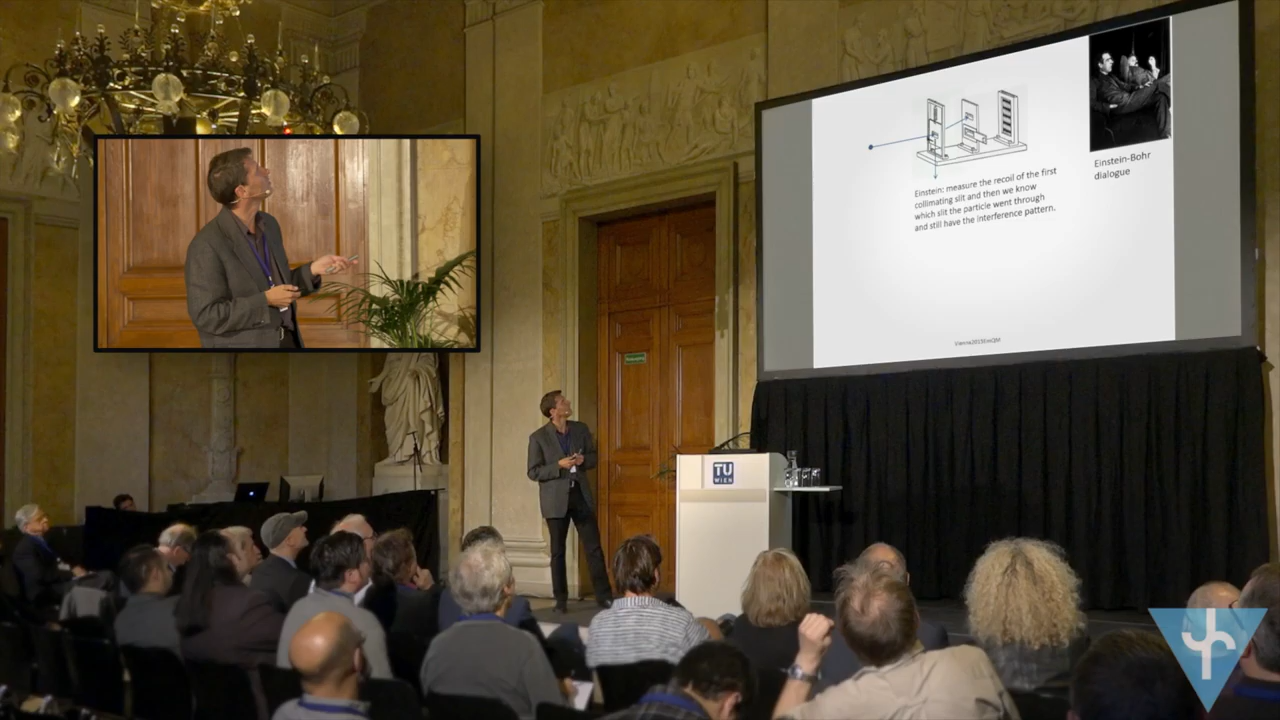 Einstein-Bohr
dialogue
Einstein: measure the recoil of the first
collimating slit and then we know
which slit the particle went through
and still have the interference pattern.
Vienna2013EmQM
TU
WIEN